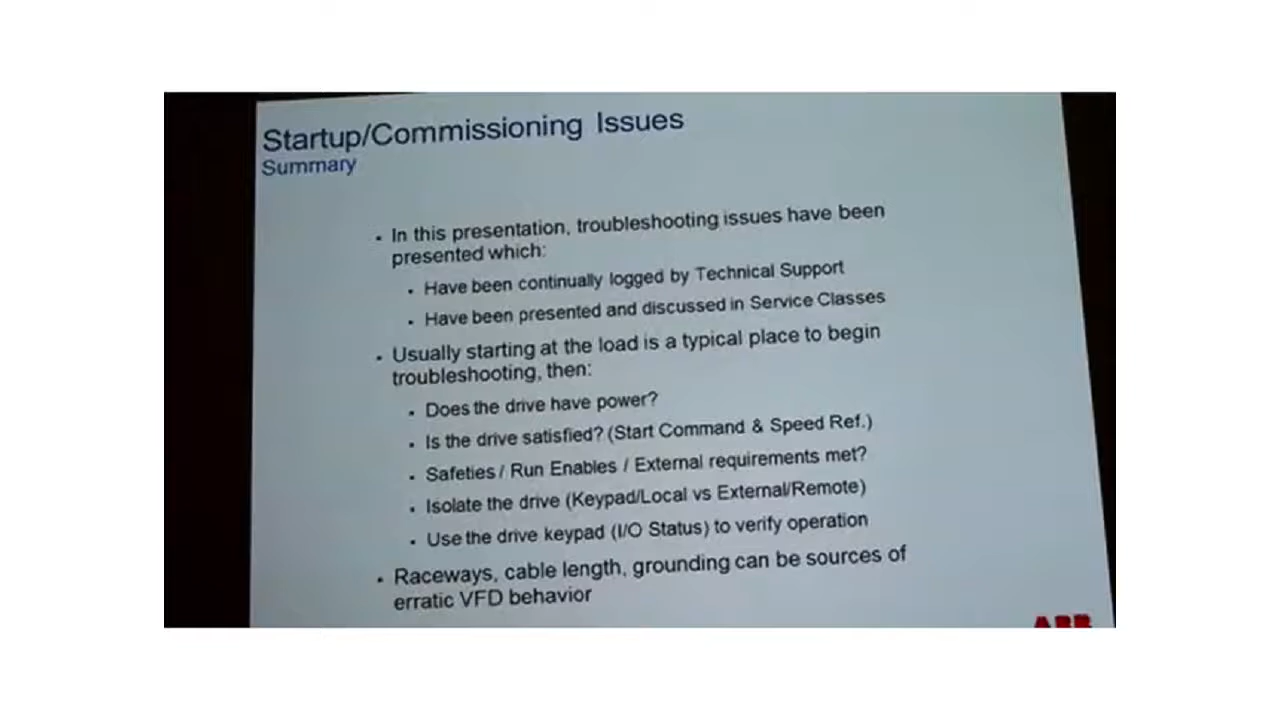 Startup/Commissioning Issues
Summary
• In this presentation, troubleshooting issues have been
presented which:
• Have been continually logged by Technical Support
• Have been presented and discussed in Service Classes
• Usually starting at the load is a typical place to begin
troubleshooting, then:
• Does the drive have power?
• Is the drive satisfied? (Start Command & Speed Ref.)
• Safeties / Run Enables / External requirements met?
• Isolate the drive (Keypad/Local vs External/Remote)
• Use the drive keypad (I/O Status) to verify operation
• Raceways, cable length, grounding can be sources of
erratic VFD behavior
ABB